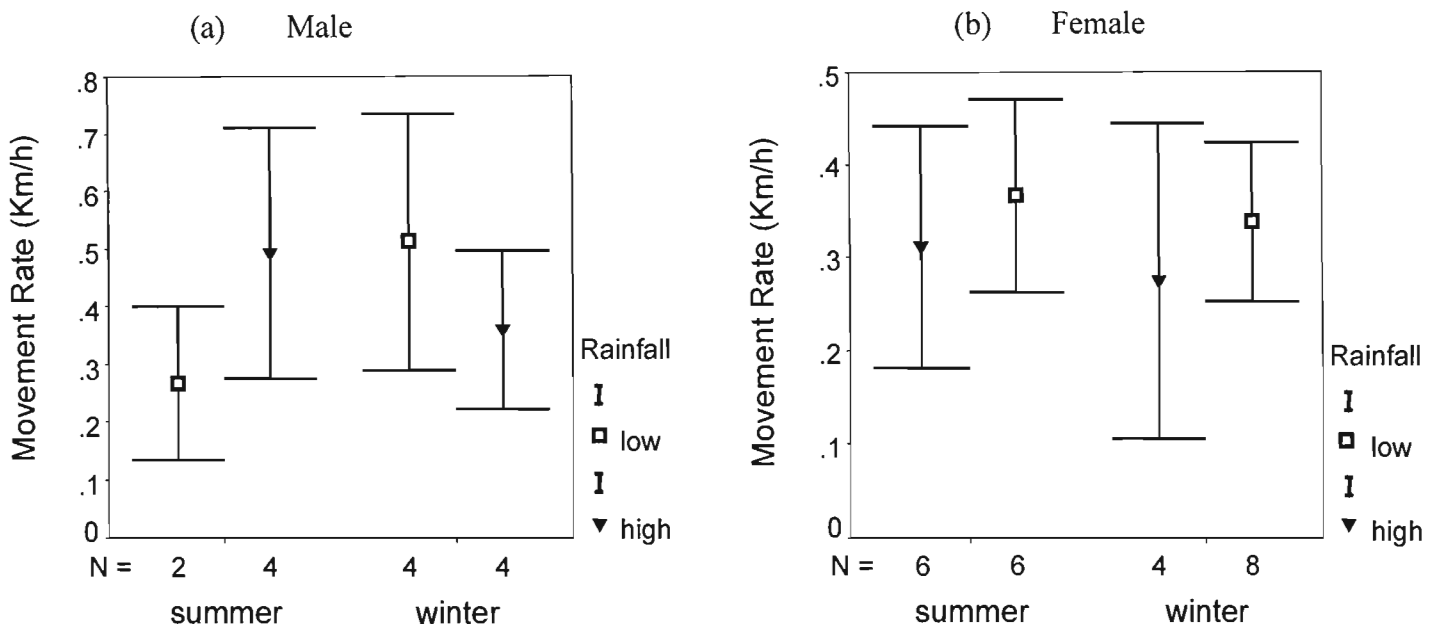 (a) Male
Movement Rate (Km/h)
.8
.7
.6
.5
.4
.3
.2
.1
0
N = 2 4 4 4
summer winter
Rainfall
low
high
(b) Female
Movement Rate (Km/h)
.5
.4
.3
.2
.1
0
N = 6 6 4 8
summer winter
Rainfall
low
high